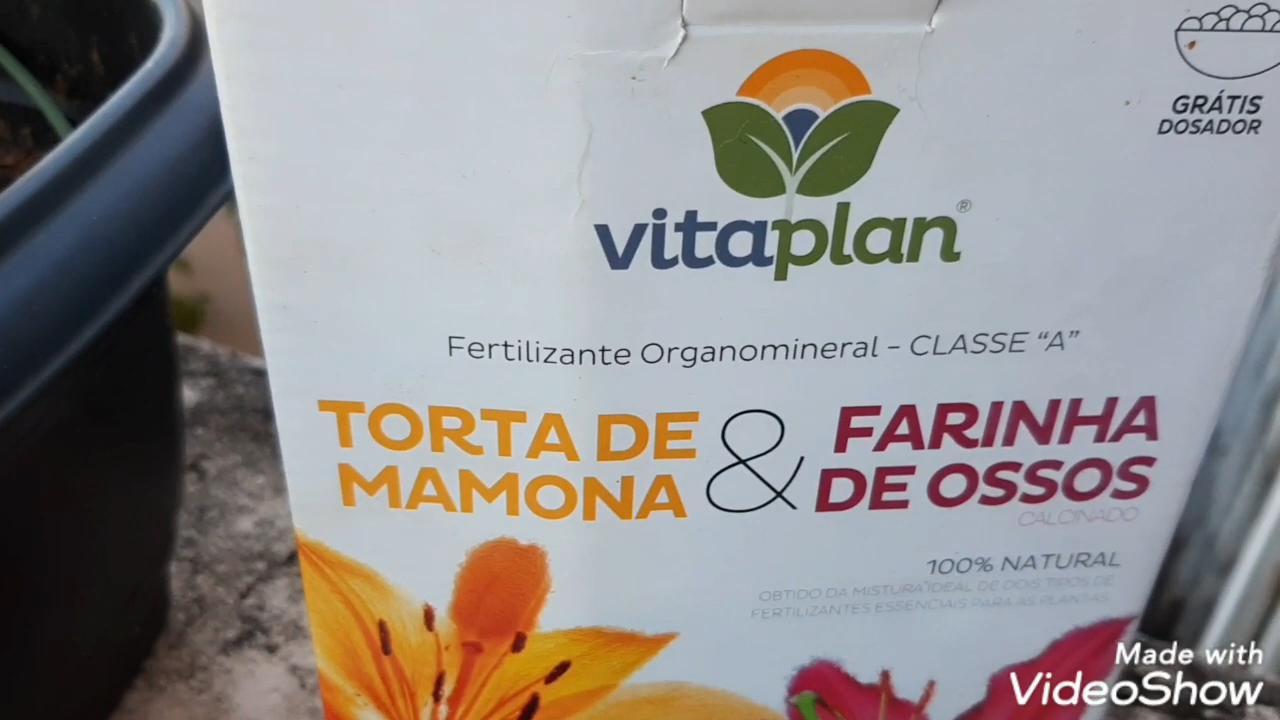 GRÁTIS
DOSADOR
vitaplan®
Fertilizante Organomineral - CLASSE "A"
TORTA DE
MAMONA
&
FARINHA
DE OSSOS
CALCINADO
100% NATURAL
OBTIDO DA MISTURA IDEAL DE DOIS TIPOS DE
FERTILIZANTES ESSENCIAIS PARA AS PLANTAS.
Made with
VideoShow